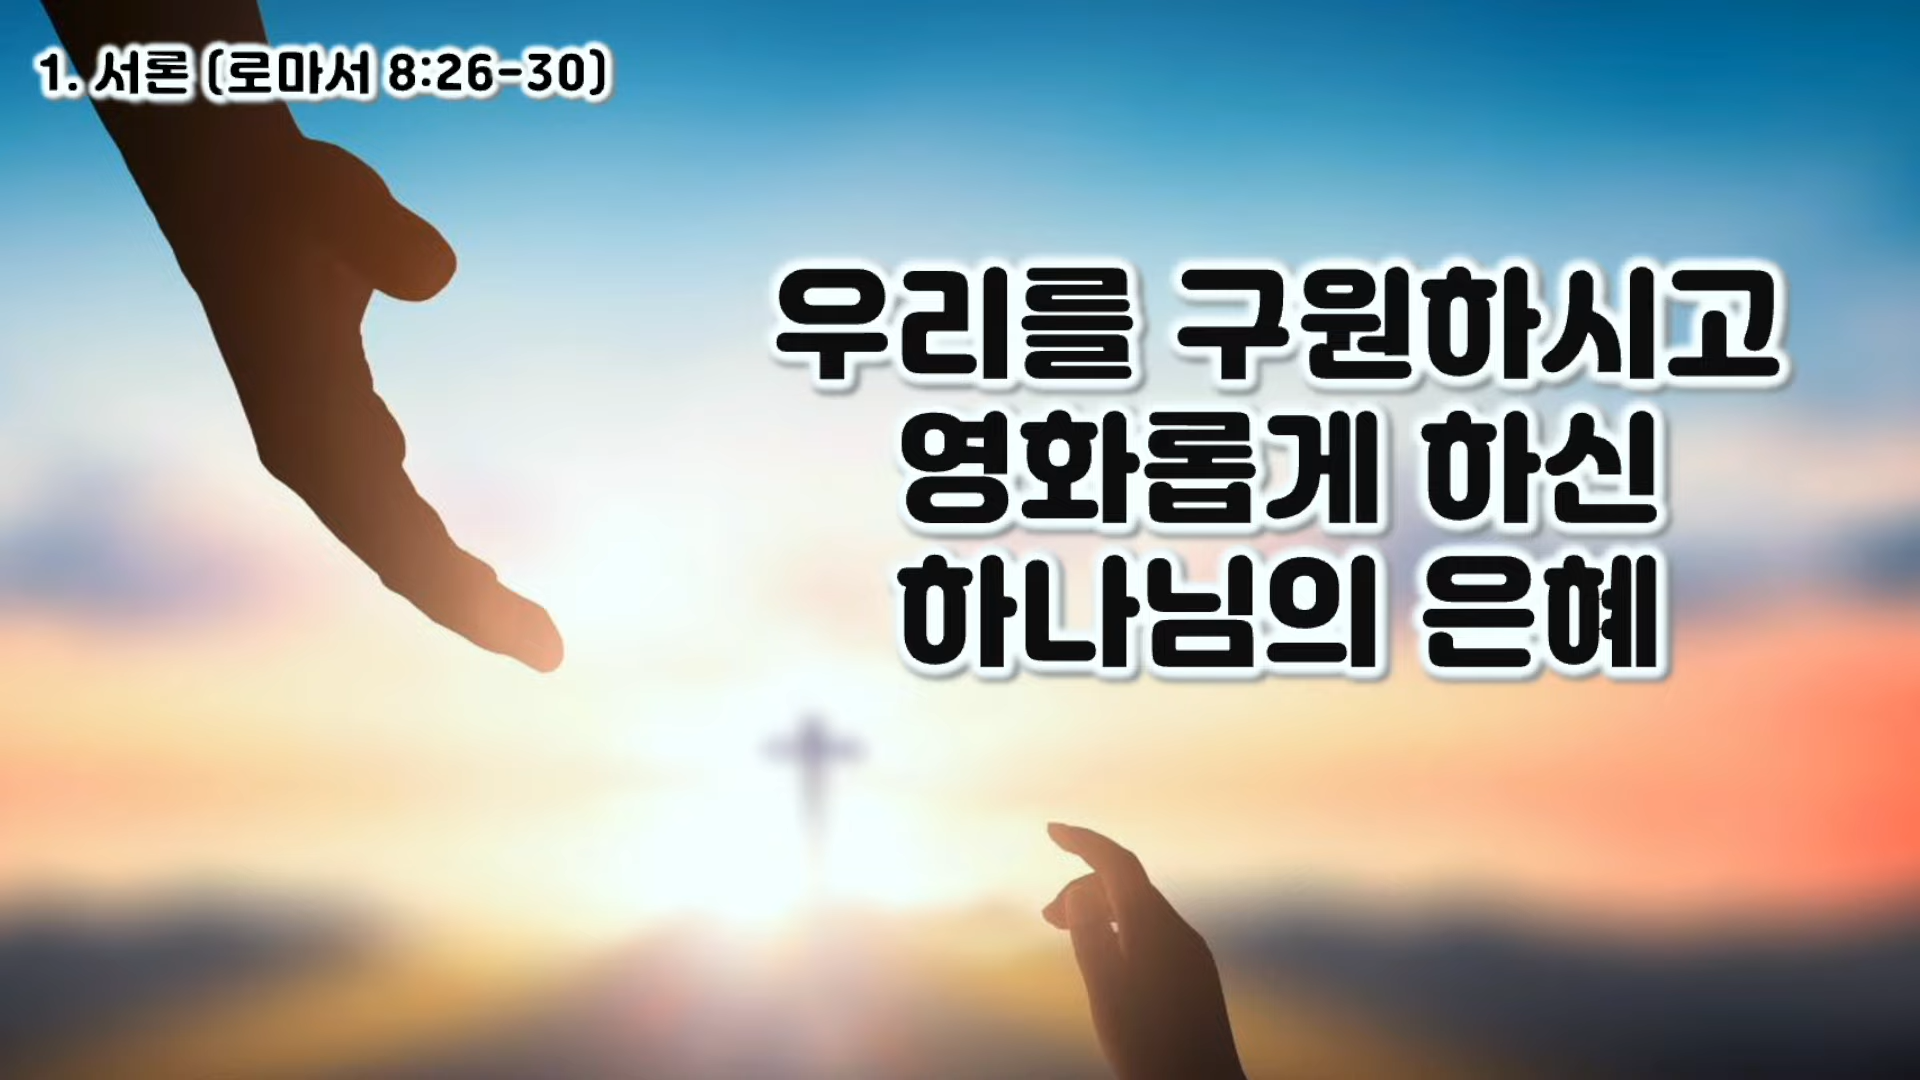 1. 서론 (로마서 8:26-30)
우리를 구원하시고
영화롭게 하신
하나님의 은혜